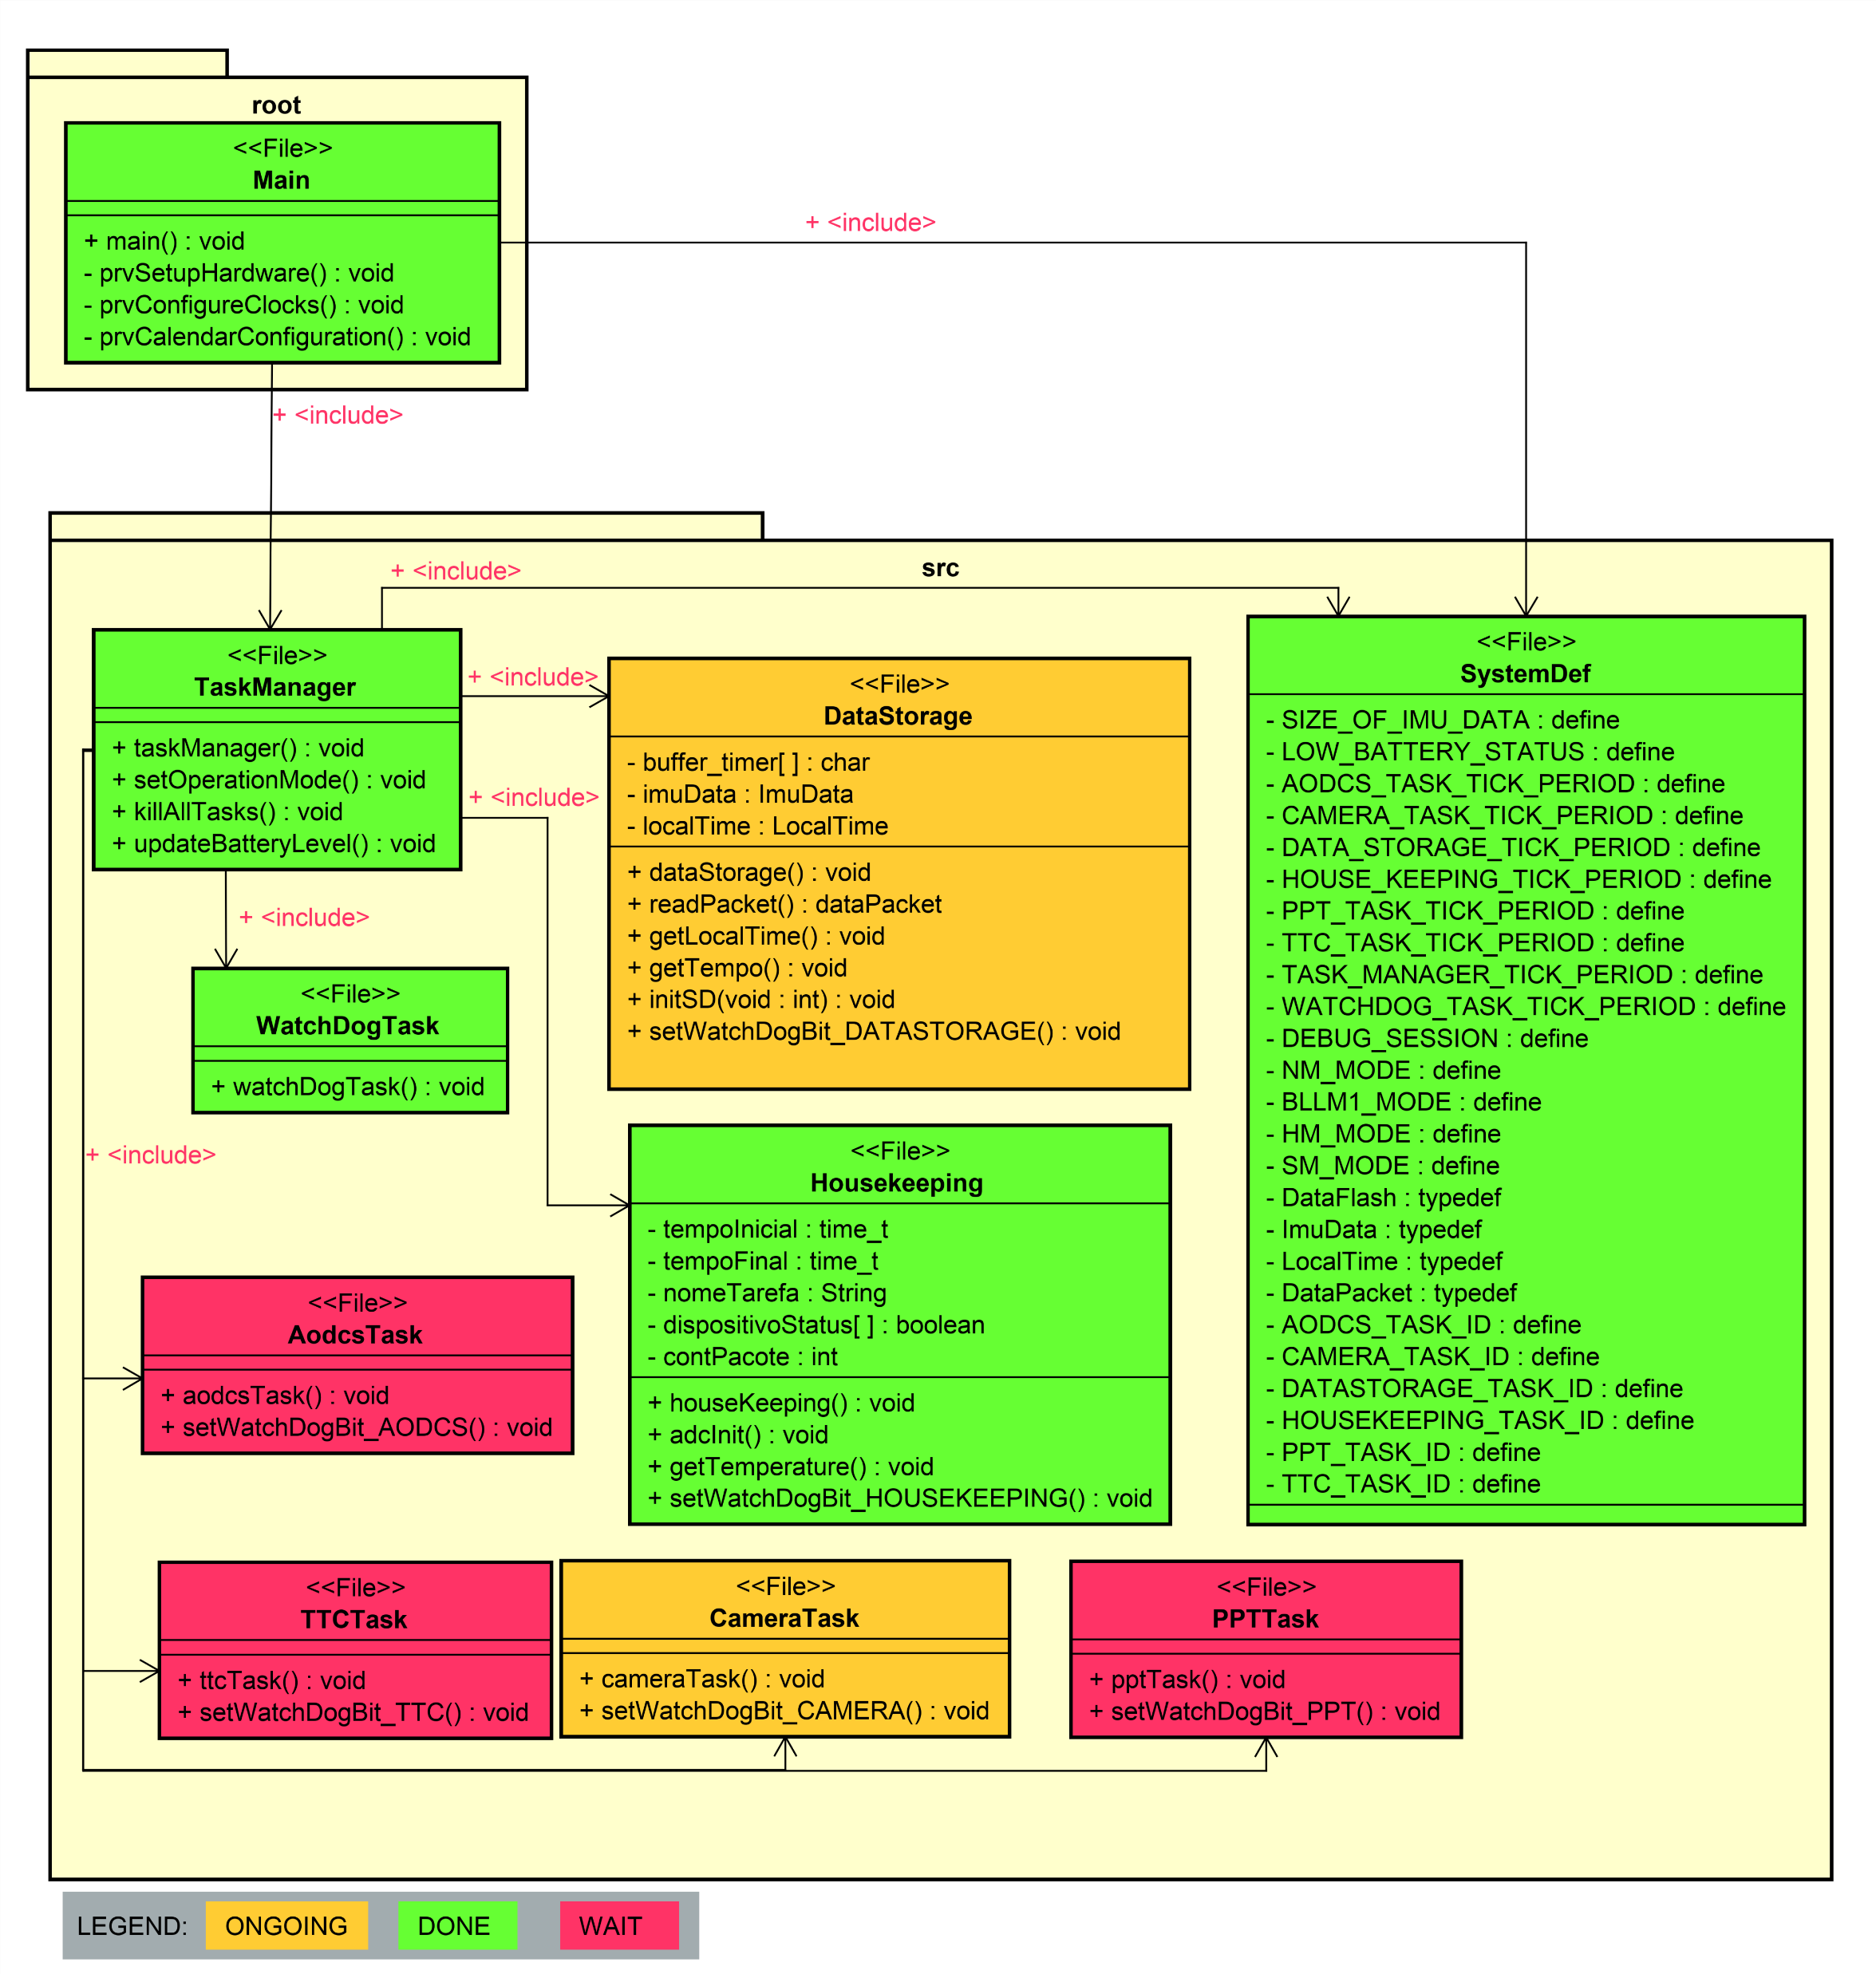 root
<<File>>
Main
+ main() : void
- prvSetupHardware() : void
- prvConfigureClocks() : void
- prvCalendarConfiguration() : void
+ <include>
+ <include>
src
+ <include>
<<File>>
TaskManager
+ taskManager() : void
+ setOperationMode() : void
+ killAllTasks() : void
+ updateBatteryLevel() : void
+ <include>
+ <include>
+ <include>
+ <include>
<<File>>
DataStorage
- buffer_timer[ ] : char
- imuData : ImuData
- localTime : LocalTime
+ dataStorage() : void
+ readPacket() : dataPacket
+ getLocalTime() : void
+ getTempo() : void
+ initSD(void : int) : void
+ setWatchDogBit_DATASTORAGE() : void
<<File>>
SystemDef
- SIZE_OF_IMU_DATA : define
- LOW_BATTERY_STATUS : define
- AODCS_TASK_TICK_PERIOD : define
- CAMERA_TASK_TICK_PERIOD : define
- DATA_STORAGE_TICK_PERIOD : define
- HOUSE_KEEPING_TICK_PERIOD : define
- PPT_TASK_TICK_PERIOD : define
- TTC_TASK_TICK_PERIOD : define
- TASK_MANAGER_TICK_PERIOD : define
- WATCHDOG_TASK_TICK_PERIOD : define
- DEBUG_SESSION : define
- NM_MODE : define
- BLLM1_MODE : define
- HM_MODE : define
- SM_MODE : define
- DataFlash : typedef
- ImuData : typedef
- LocalTime : typedef
- DataPacket : typedef
- AODCS_TASK_ID : define
- CAMERA_TASK_ID : define
- DATASTORAGE_TASK_ID : define
- HOUSEKEEPING_TASK_ID : define
- PPT_TASK_ID : define
- TTC_TASK_ID : define
<<File>>
WatchDogTask
+ watchDogTask() : void
<<File>>
Housekeeping
- tempoInicial : time_t
- tempoFinal : time_t
- nomeTarefa : String
- dispositivoStatus[ ] : boolean
- contPacote : int
+ houseKeeping() : void
+ adcInit() : void
+ getTemperature() : void
+ setWatchDogBit_HOUSEKEEPING() : void
<<File>>
AodcsTask
+ aodcsTask() : void
+ setWatchDogBit_AODCS() : void
<<File>>
TTCTask
+ ttcTask() : void
+ setWatchDogBit_TTC() : void
<<File>>
CameraTask
+ cameraTask() : void
+ setWatchDogBit_CAMERA() : void
<<File>>
PPTTask
+ pptTask() : void
+ setWatchDogBit_PPT() : void
LEGEND: ONGOING DONE WAIT